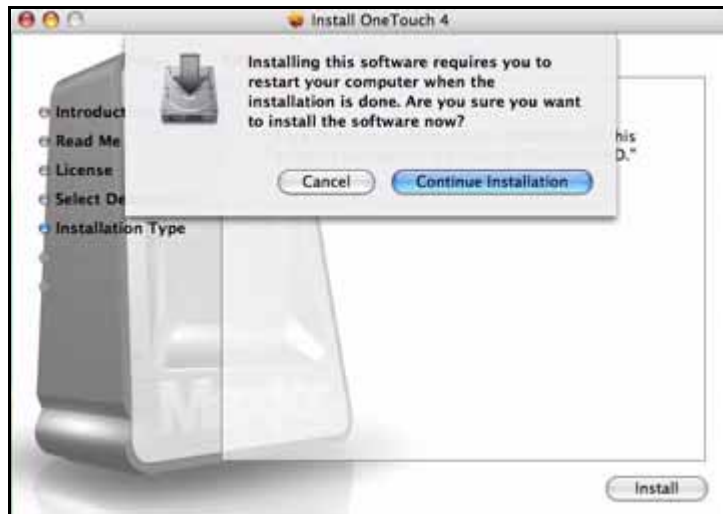 Install OneTouch 4
Installing this software requires you to
restart your computer when the
installation is done. Are you sure you want
to install the software now?
Cancel
Continue Installation
Introduct
Read Me
License
Select De
Installation Type
his
D."
Install